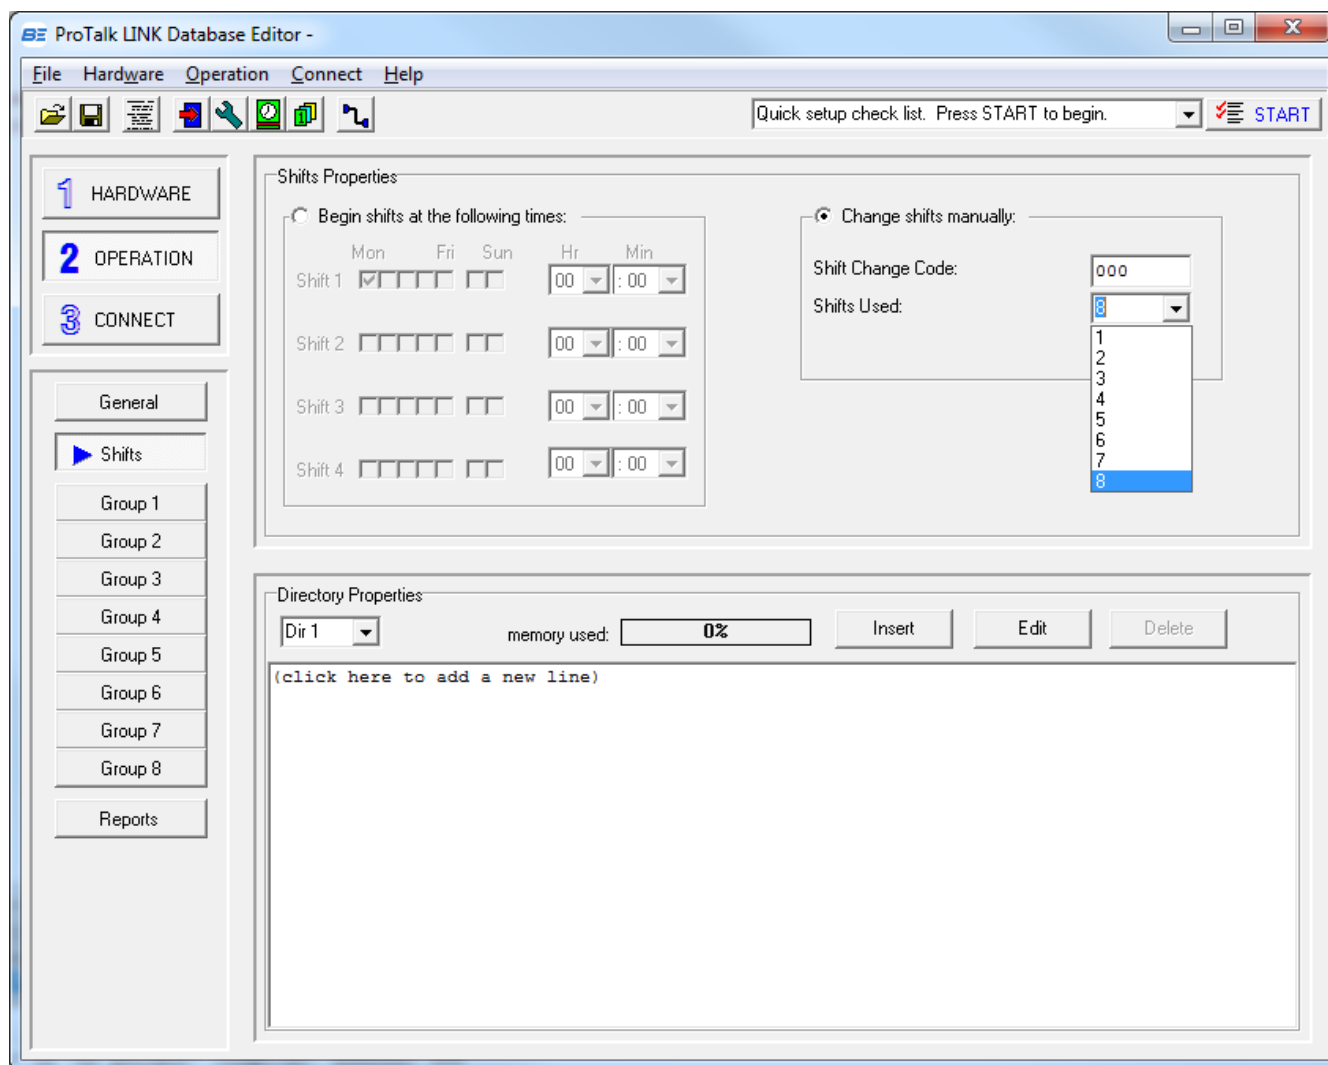 BE ProTalk LINK Database Editor -
File Hardware Operation Connect Help
Quick setup check list. Press START to begin. START
1 HARDWARE
2 OPERATION
3 CONNECT
General
Shifts
Group 1
Group 2
Group 3
Group 4
Group 5
Group 6
Group 7
Group 8
Reports
Shifts Properties
Begin shifts at the following times:
Mon Fri Sun Hr Min
Shift 1 00 : 00
Shift 2 00 : 00
Shift 3 00 : 00
Shift 4 00 : 00
Change shifts manually:
Shift Change Code: 000
Shifts Used: 8
1
2
3
4
5
6
7
8
Directory Properties
Dir 1 memory used: 0% Insert Edit Delete
(click here to add a new line)